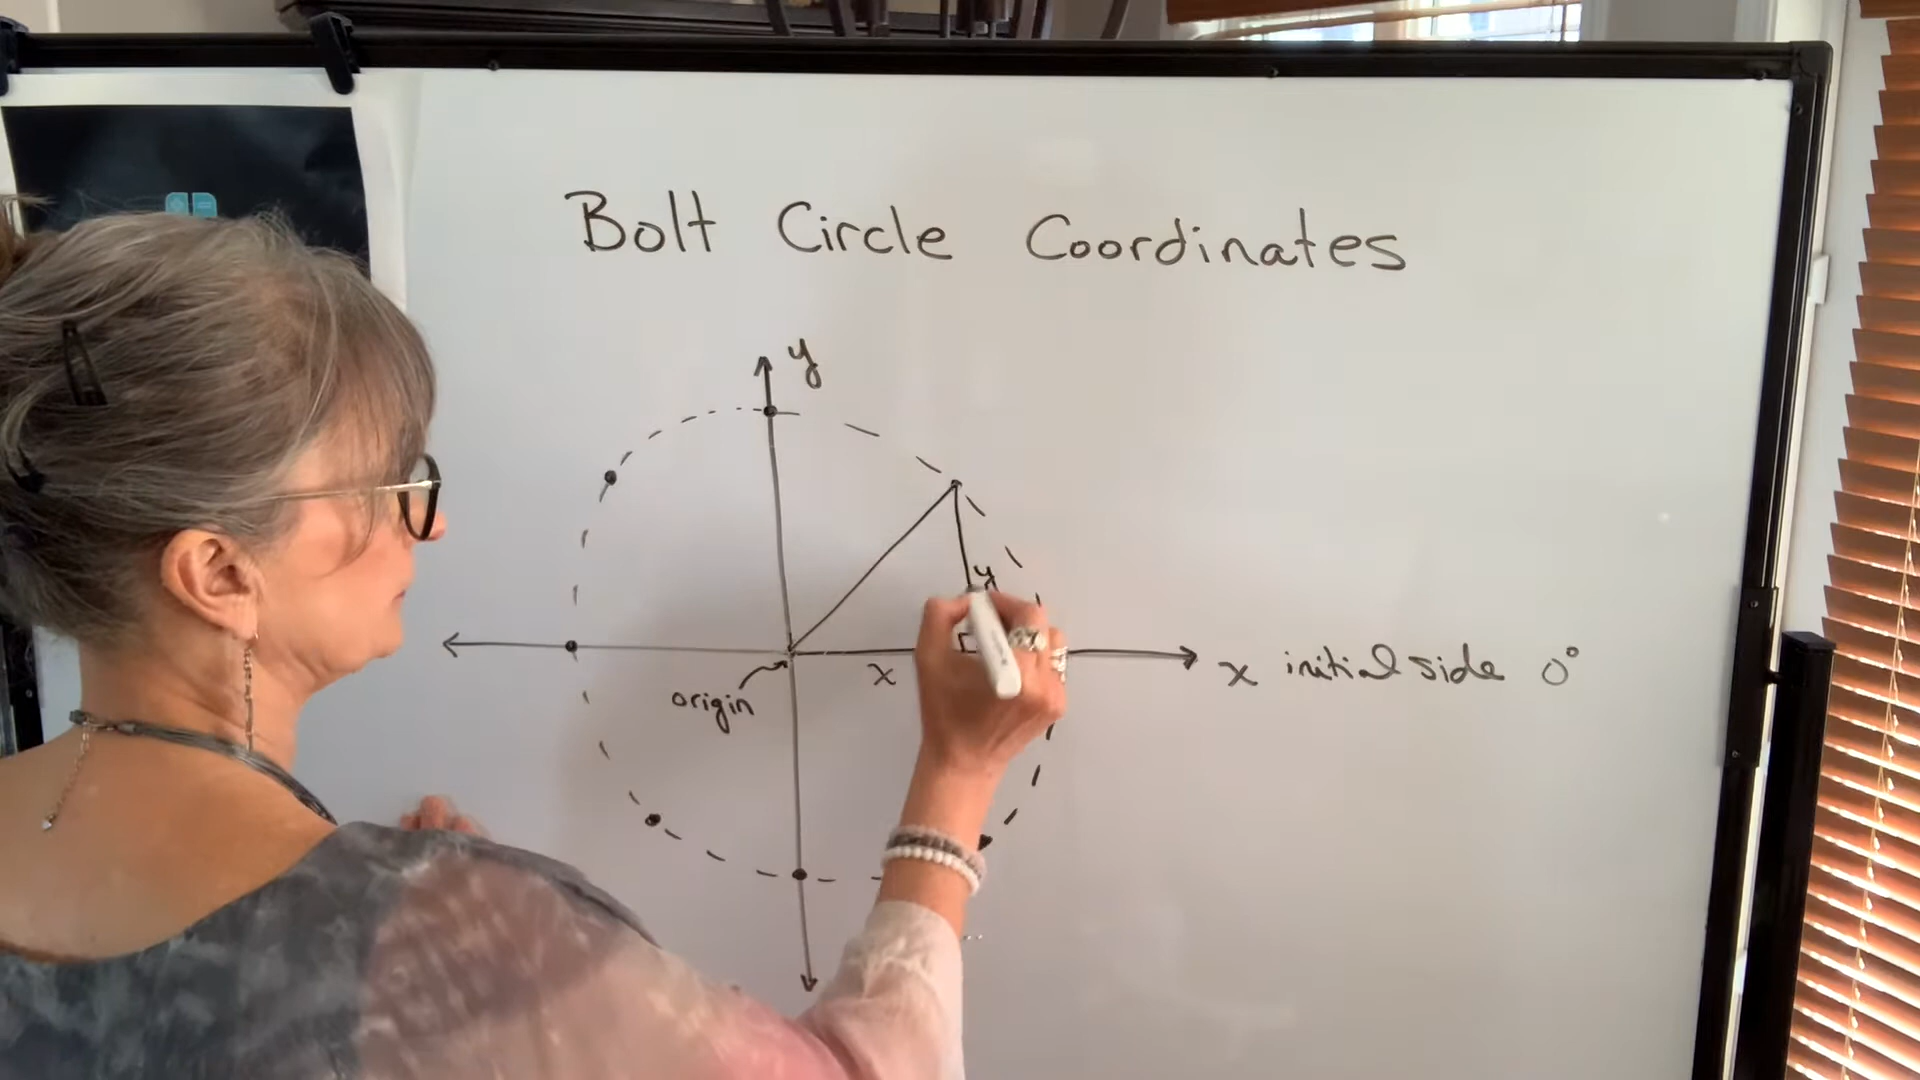 Bolt Circle Coordinates
y
y
x
x initial side 0°
origin